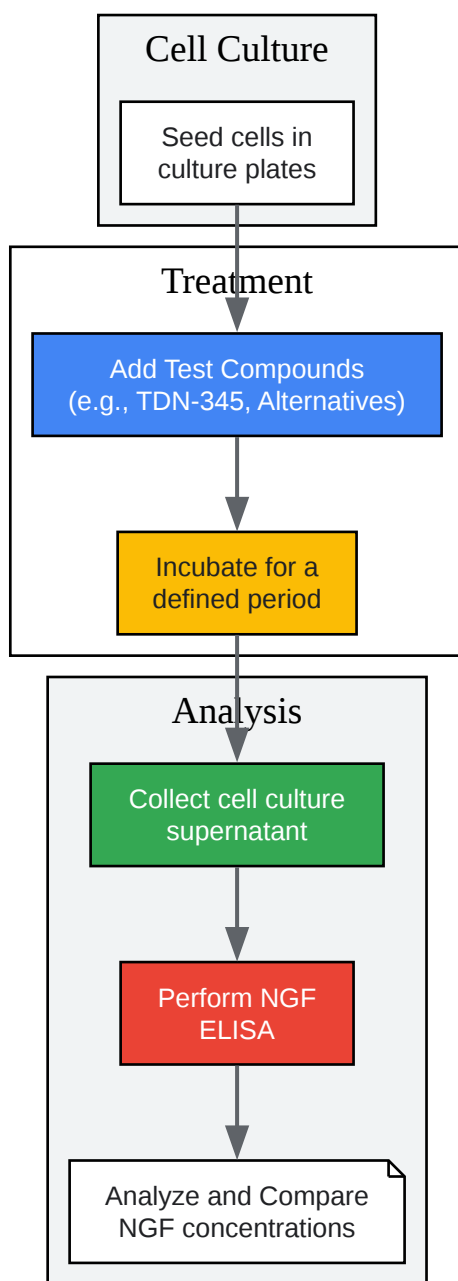 Cell Culture
Seed cells in
culture plates
Treatment
Add Test Compounds
(e.g., TDN-345, Alternatives)
Incubate for a
defined period
Analysis
Collect cell culture
supernatant
Perform NGF
ELISA
Analyze and Compare
NGF concentrations